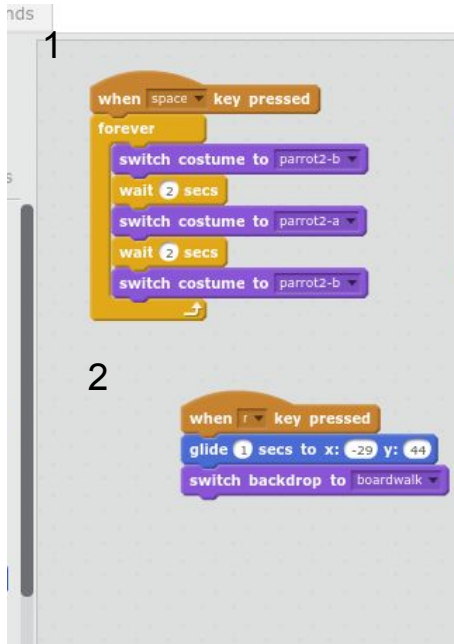 nds
1
when space key pressed
forever
switch costume to parrot2-b
wait 2 secs
switch costume to parrot2-a
wait 2 secs
switch costume to parrot2-b
s
2
when r key pressed
glide 1 secs to x: -29 y: 44
switch backdrop to boardwalk